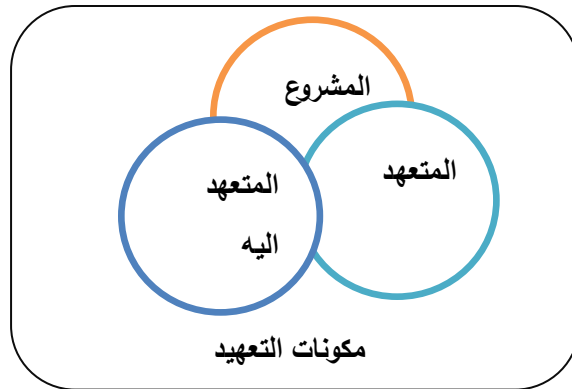 المشروع
المتعهد
المتعهد
اليه
مكونات التعهيد